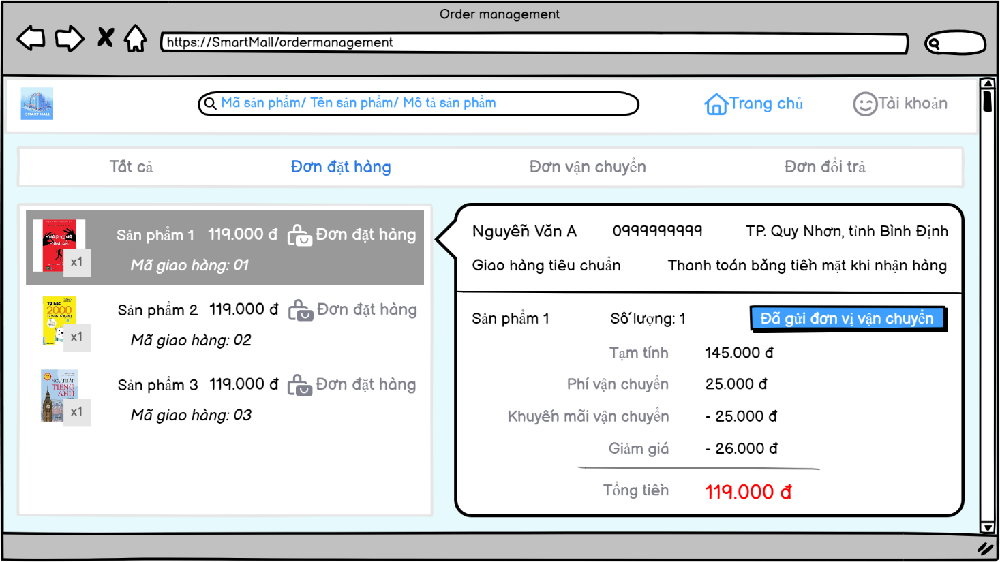 Order management
https://SmartMall/ordermanagement
SMART MALL
Mã sản phẩm/ Tên sản phẩm/ Mô tả sản phẩm
Trang chủ
Tài khoản
Tất cả
Đơn đặt hàng
Đơn vận chuyển
Đơn đổi trả
THAO TÚNG
TÂM LÝ
x1
Sản phẩm 1 119.000 đ Đơn đặt hàng
Mã giao hàng: 01
Tự học
2000
x1
Sản phẩm 2 119.000 đ Đơn đặt hàng
Mã giao hàng: 02
NGỮ PHÁP
TIẾNG
ANH
x1
Sản phẩm 3 119.000 đ Đơn đặt hàng
Mã giao hàng: 03
Nguyễn Văn A 0999999999 TP. Quy Nhơn, tỉnh Bình Định
Giao hàng tiêu chuẩn Thanh toán bằng tiền mặt khi nhận hàng
Sản phẩm 1 Số lượng: 1 Đã gửi đơn vị vận chuyển
Tạm tính 145.000 đ
Phí vận chuyển 25.000 đ
Khuyến mãi vận chuyển - 25.000 đ
Giảm giá - 26.000 đ
Tổng tiền 119.000 đ